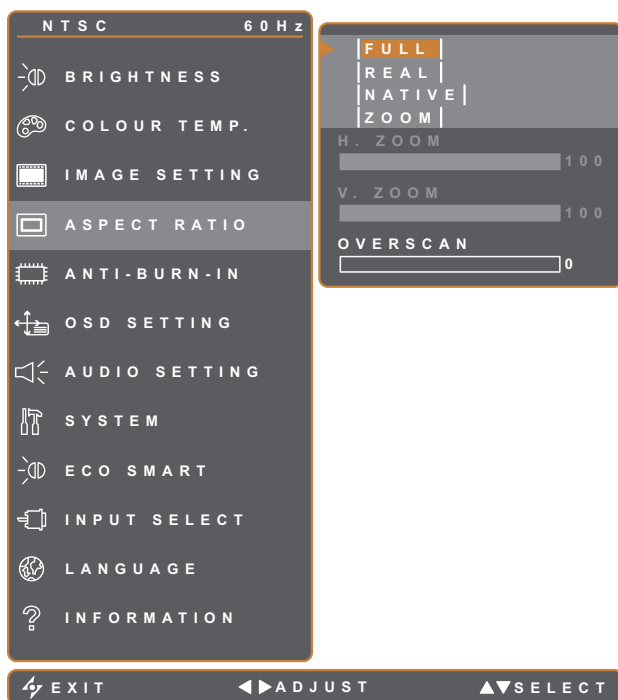 NTSC 60Hz
BRIGHTNESS
COLOUR TEMP.
IMAGE SETTING
ASPECT RATIO
ANTI-BURN-IN
OSD SETTING
AUDIO SETTING
SYSTEM
ECO SMART
INPUT SELECT
LANGUAGE
INFORMATION
FULL
REAL
NATIVE
ZOOM
H. ZOOM
100
V. ZOOM
100
OVERSCAN
0
EXIT ADJUST SELECT